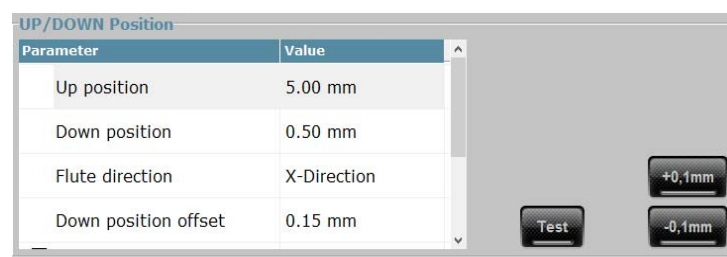 UP/DOWN Position
Parameter Value
Up position 5.00 mm
Down position 0.50 mm
Flute direction X-Direction
+0,1mm
Down position offset 0.15 mm
Test -0,1mm